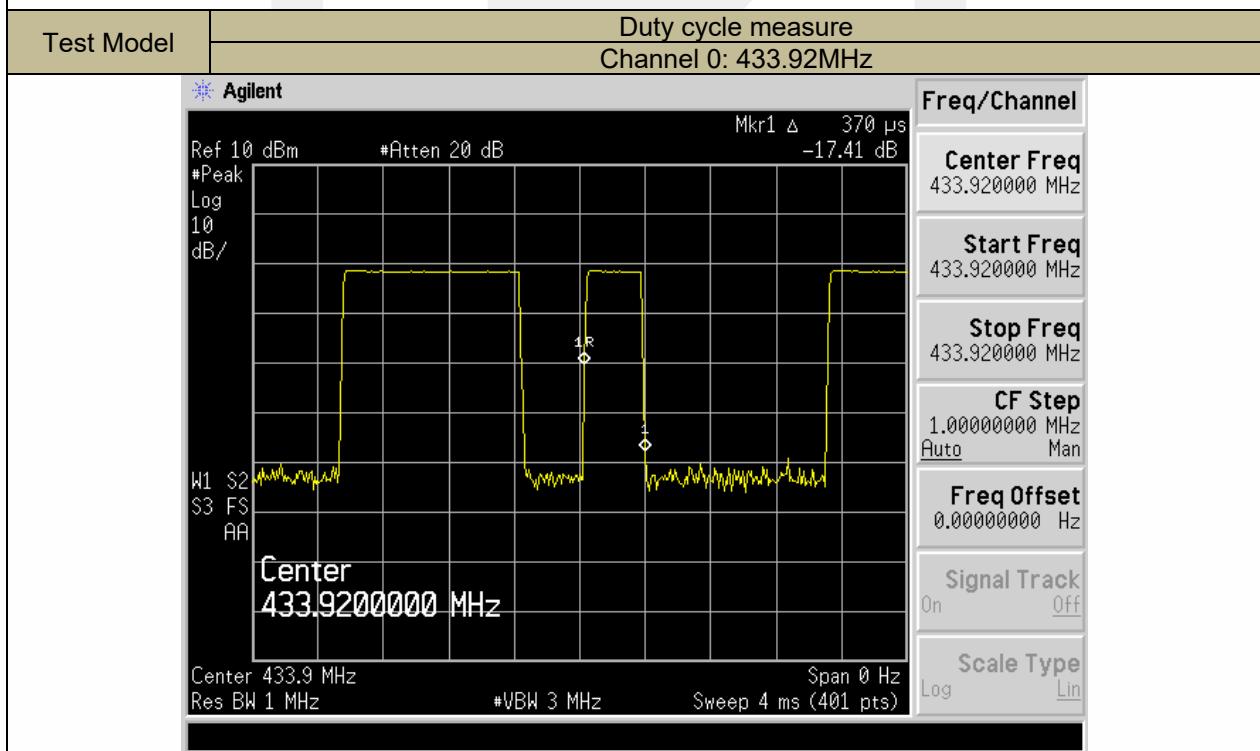 Test Model
Duty cycle measure
Channel 0: 433.92MHz
Agilent
Freq/Channel
Mkr1 Δ 370 µs
Ref 10 dBm #Atten 20 dB -17.41 dB
#Peak
Log
10
dB/
1R
1
W1 S2
S3 FS
AA
Center
433.9200000 MHz
Center 433.9 MHz Span 0 Hz
Res BW 1 MHz #VBW 3 MHz Sweep 4 ms (401 pts)
Center Freq
433.920000 MHz
Start Freq
433.920000 MHz
Stop Freq
433.920000 MHz
CF Step
1.00000000 MHz
Auto Man
Freq Offset
0.00000000 Hz
Signal Track
On Off
Scale Type
Log Lin